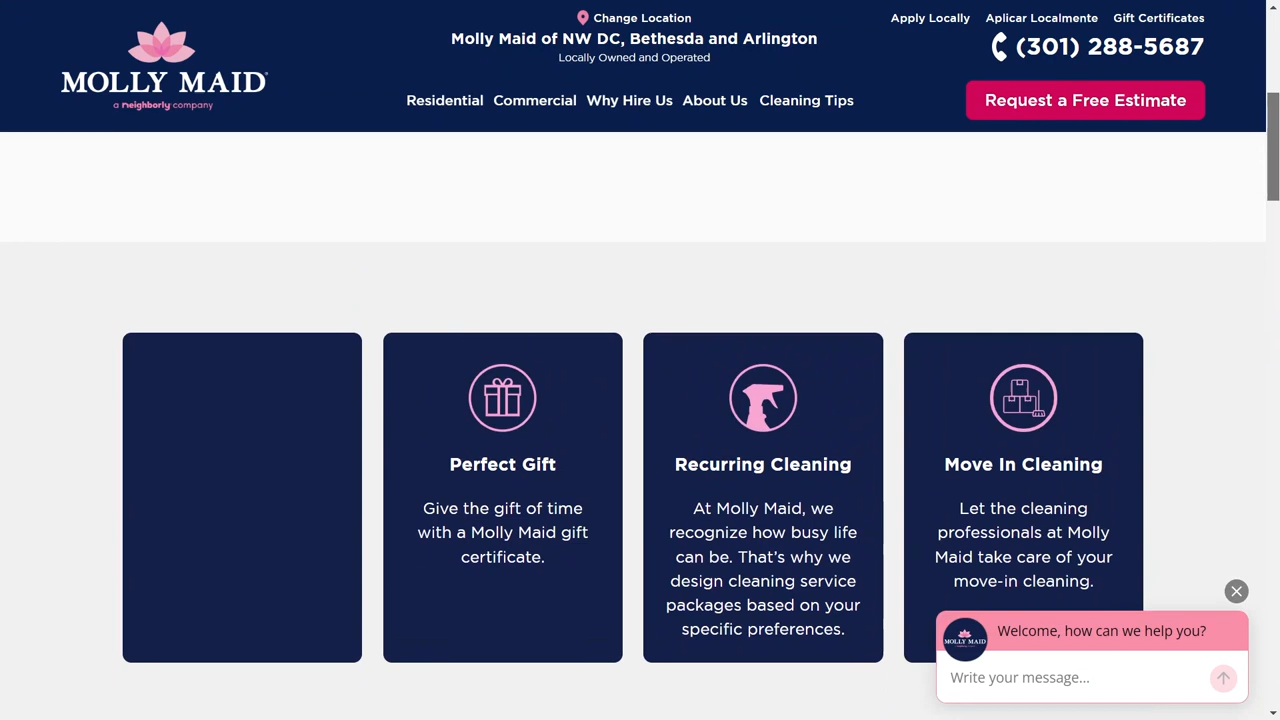 Change Location
Apply Locally
Aplicar Localmente
Gift Certificates
Molly Maid of NW DC, Bethesda and Arlington
Locally Owned and Operated
(301) 288-5687
MOLLY MAID
a neighborly company
Residential
Commercial
Why Hire Us
About Us
Cleaning Tips
Request a Free Estimate
Perfect Gift
Give the gift of time
with a Molly Maid gift
certificate.
Recurring Cleaning
At Molly Maid, we
recognize how busy life
can be. That’s why we
design cleaning service
packages based on your
specific preferences.
Move In Cleaning
Let the cleaning
professionals at Molly
Maid take care of your
move-in cleaning.
MOLLY MAID
Welcome, how can we help you?
Write your message...